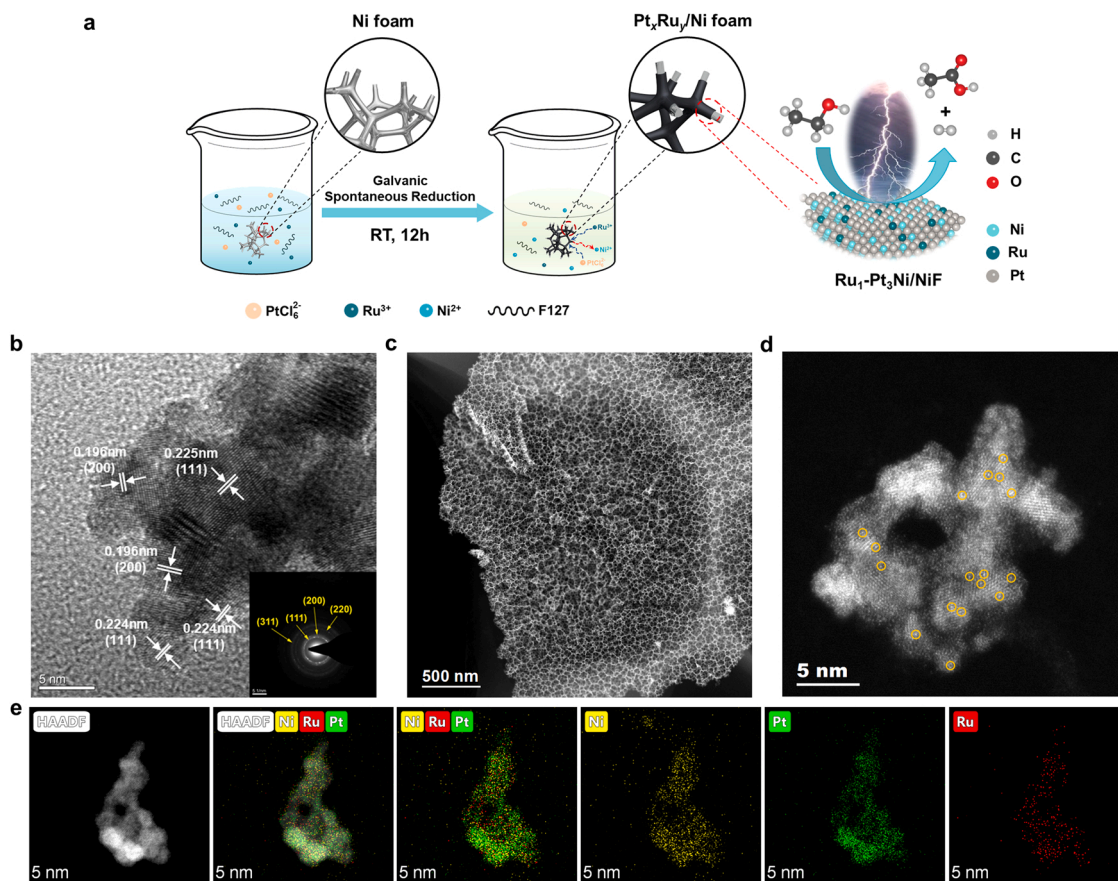 a
Ni foam
PtₓRuᵧ/Ni foam
Galvanic
Spontaneous Reduction
RT, 12h
Ru³⁺
Ni²⁺
+
H
C
O
Ni
Ru
Pt
Ru₁-Pt₃Ni/NiF
PtCl₆²⁻
Ru³⁺
Ni²⁺
F127
b
0.196nm
(200)
0.225nm
(111)
0.196nm
(200)
0.224nm
(111)
0.224nm
(111)
(200)
(111)
(220)
(311)
5 nm
c
500 nm
d
5 nm
e
HAADF
5 nm
HAADF Ni Ru Pt
5 nm
Ni Ru Pt
5 nm
Ni
5 nm
Pt
5 nm
Ru
5 nm